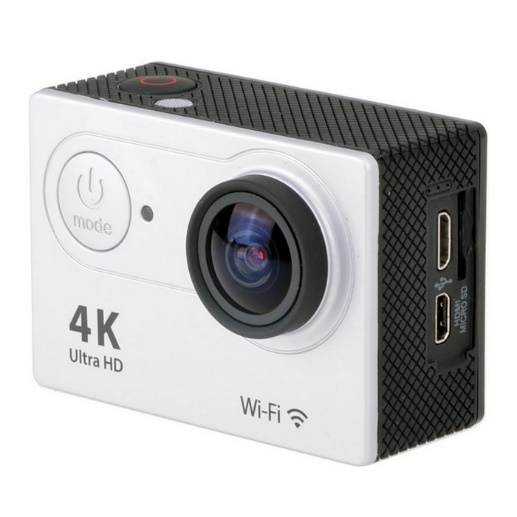 mode
4K
Ultra HD
Wi-Fi
HDMI
MICRO SD